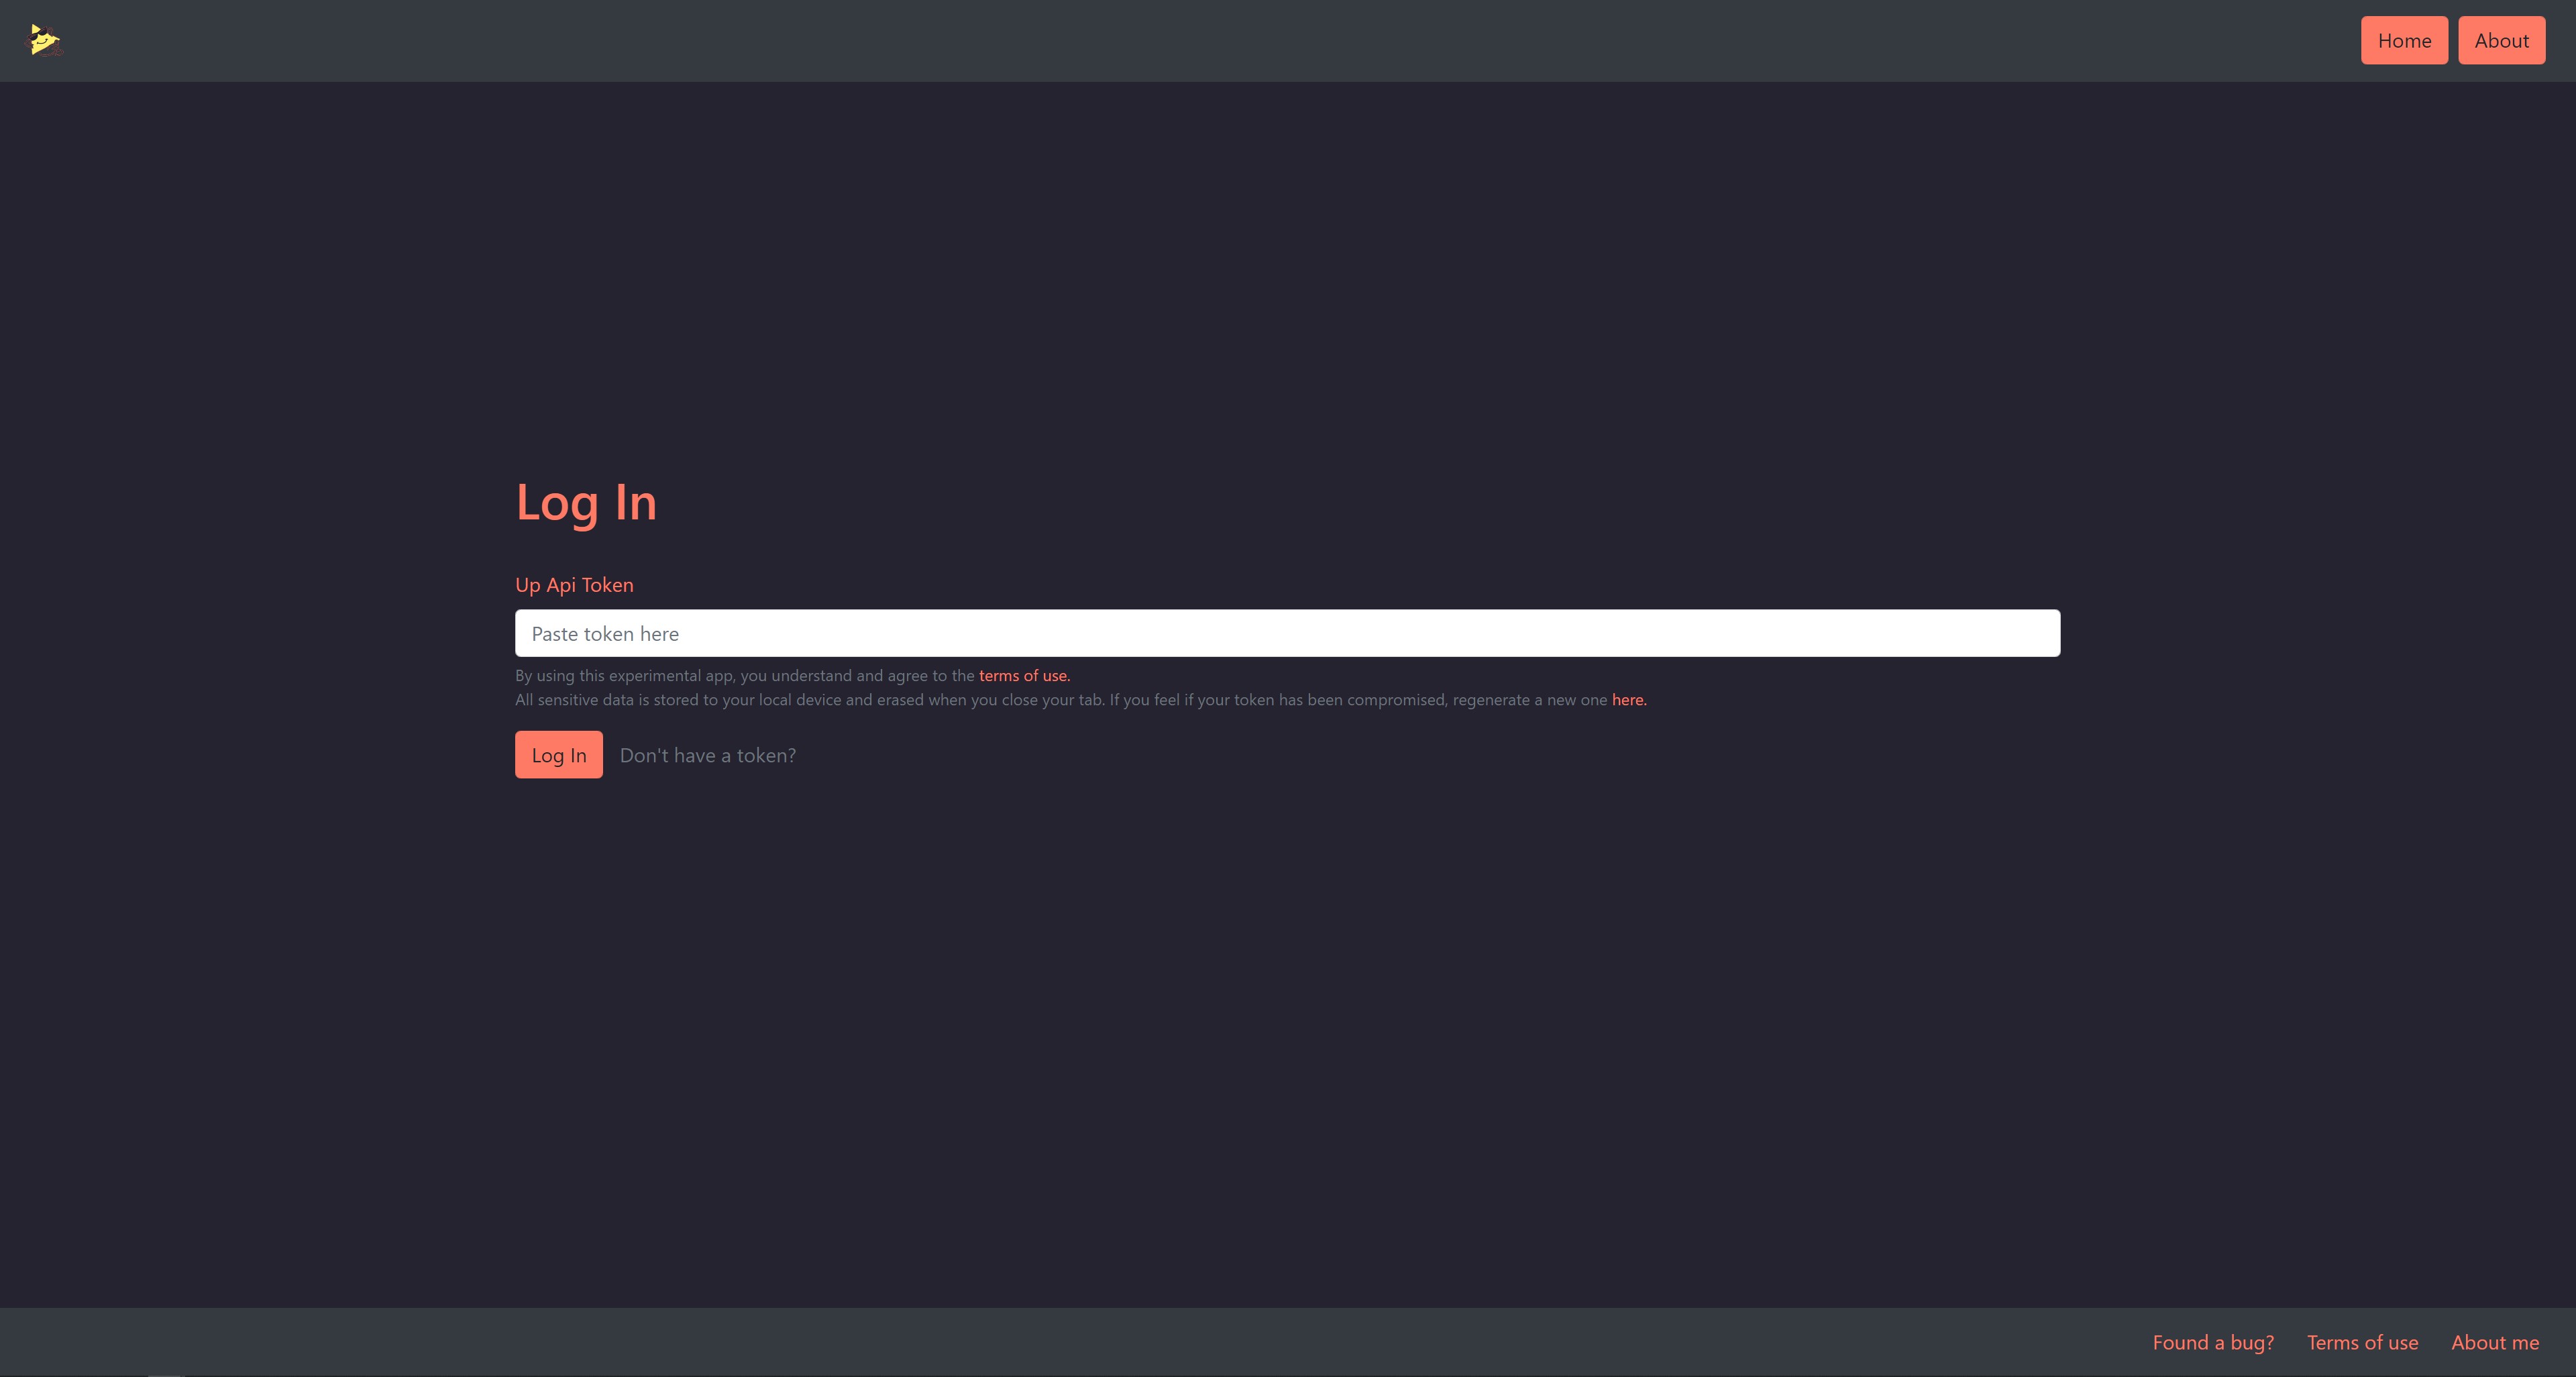 Home About
Log In
Up Api Token
Paste token here
By using this experimental app, you understand and agree to the terms of use.
All sensitive data is stored to your local device and erased when you close your tab. If you feel if your token has been compromised, regenerate a new one here.
Log In Don't have a token?
Found a bug? Terms of use About me